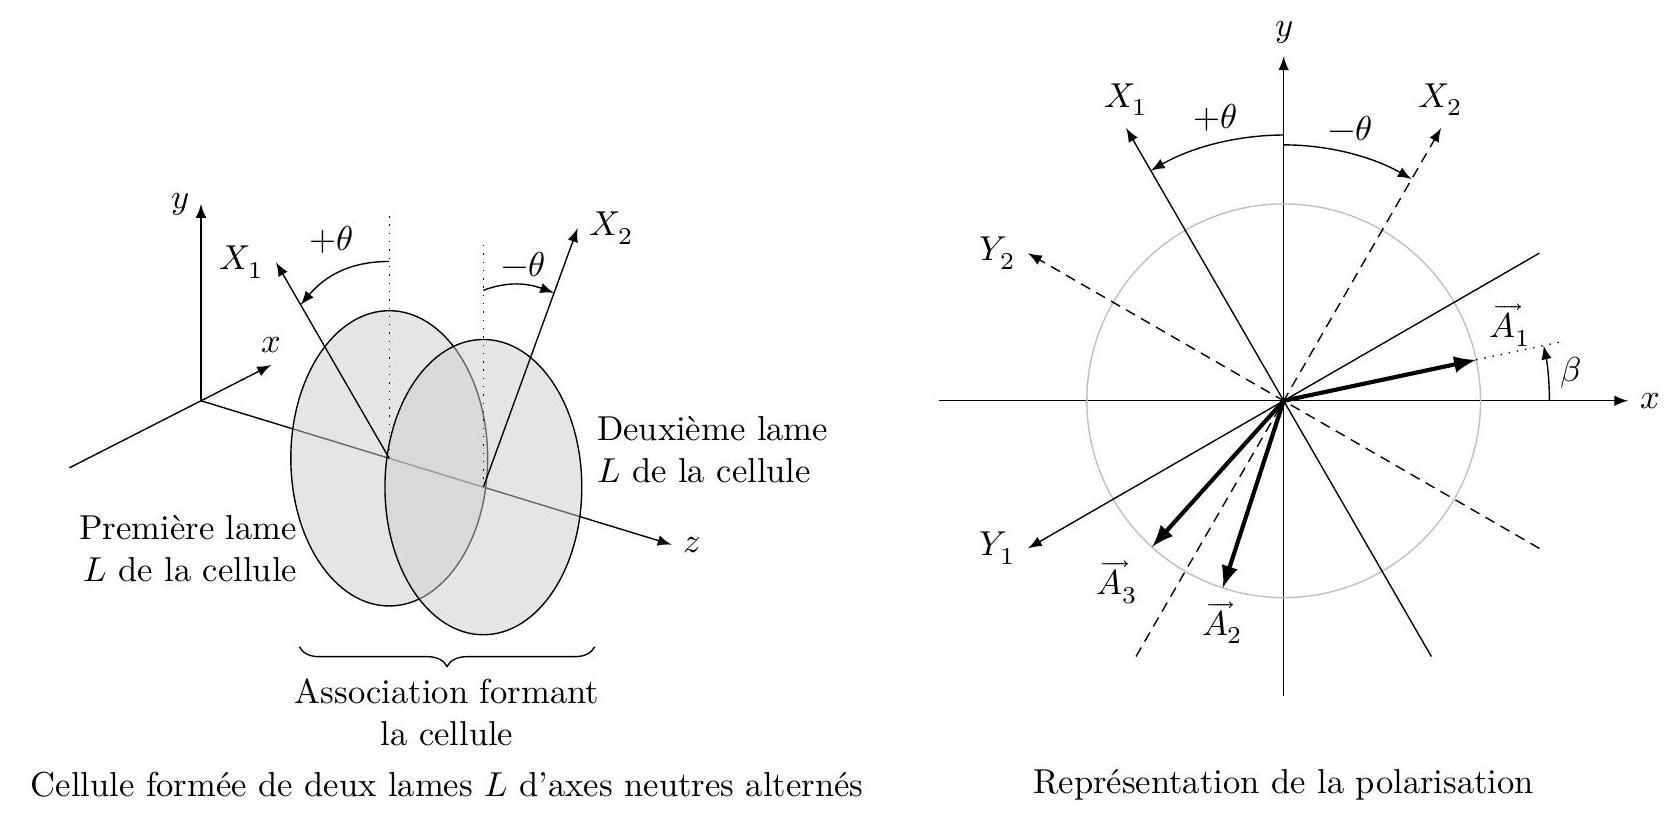 y
x
X₁
+θ
−θ
X₂
Deuxième lame
L de la cellule
z
Première lame
L de la cellule
Association formant
la cellule
Cellule formée de deux lames L d'axes neutres alternés
y
X₁
+θ
−θ
X₂
Y₂
A⃗₁
β
x
Y₁
A⃗₃
A⃗₂
Représentation de la polarisation